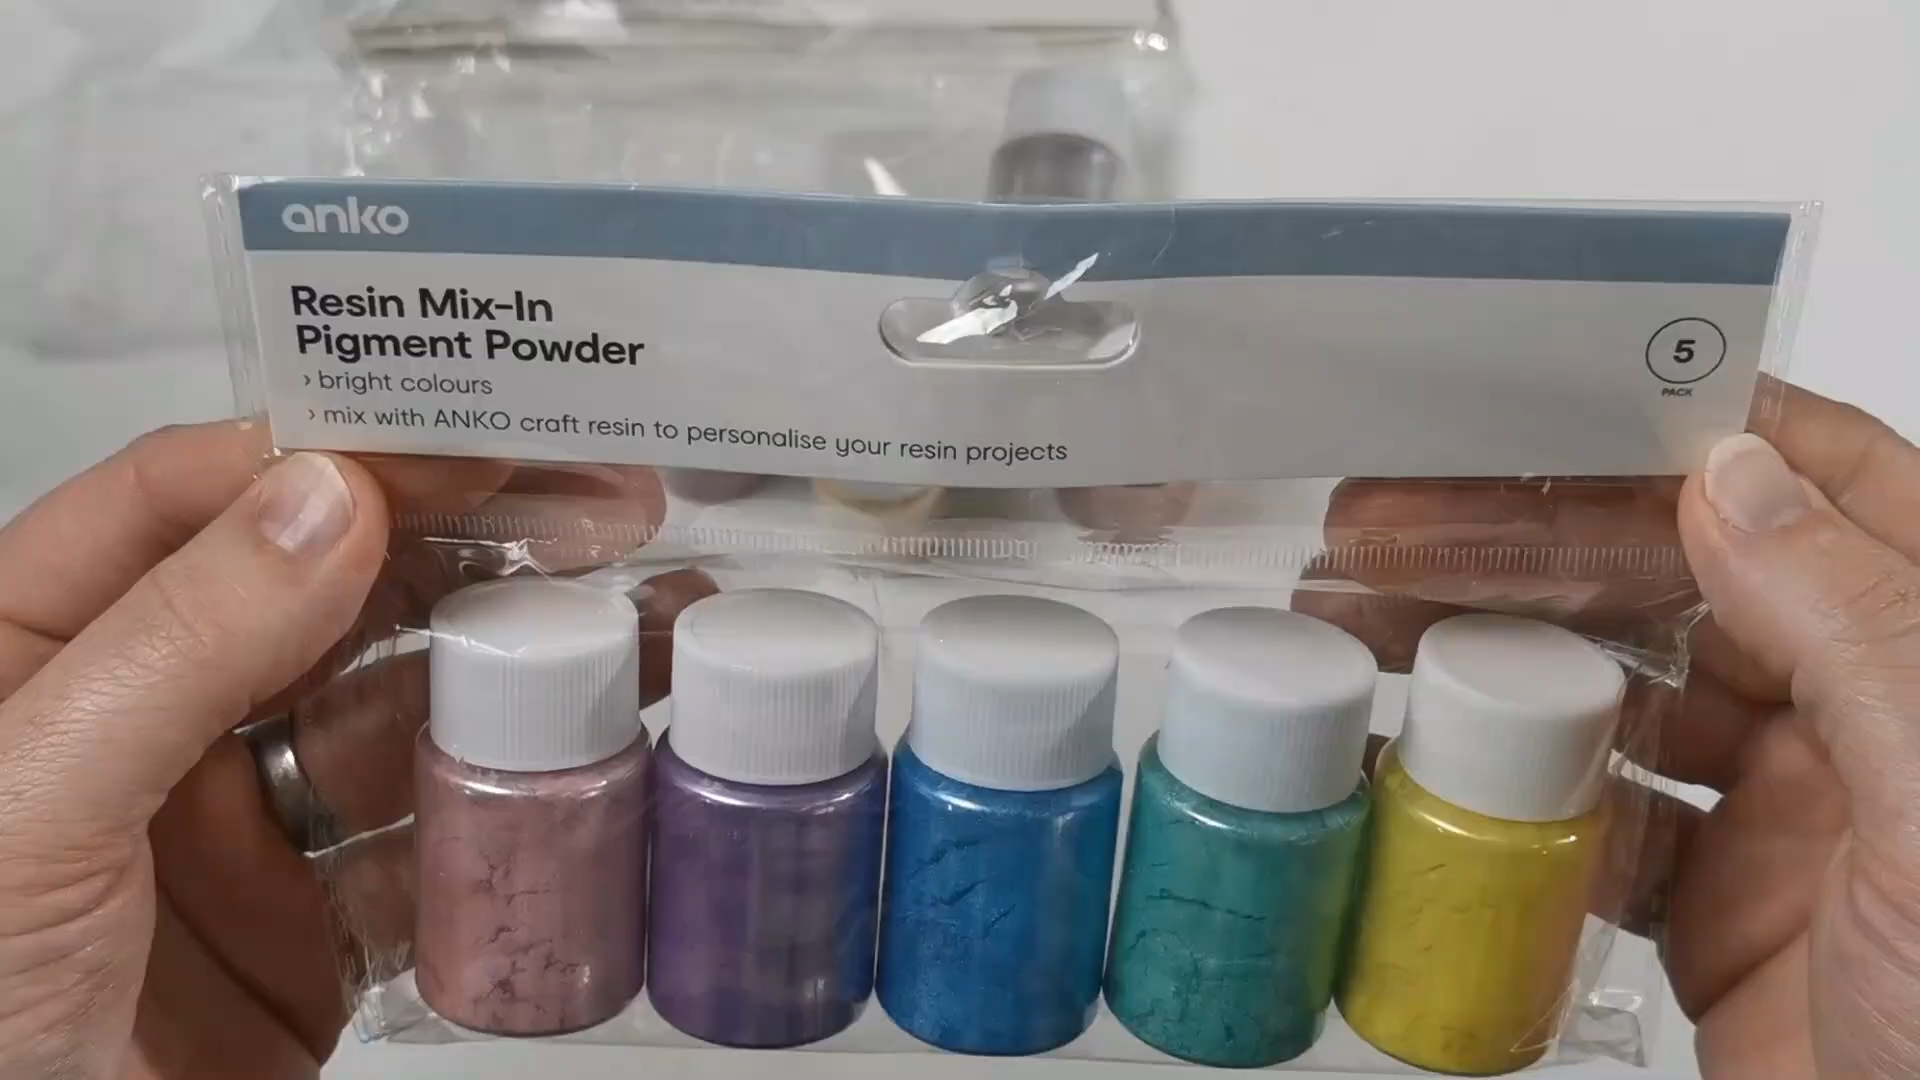 anko
Resin Mix-In
Pigment Powder
› bright colours
› mix with ANKO craft resin to personalise your resin projects
5
PACK